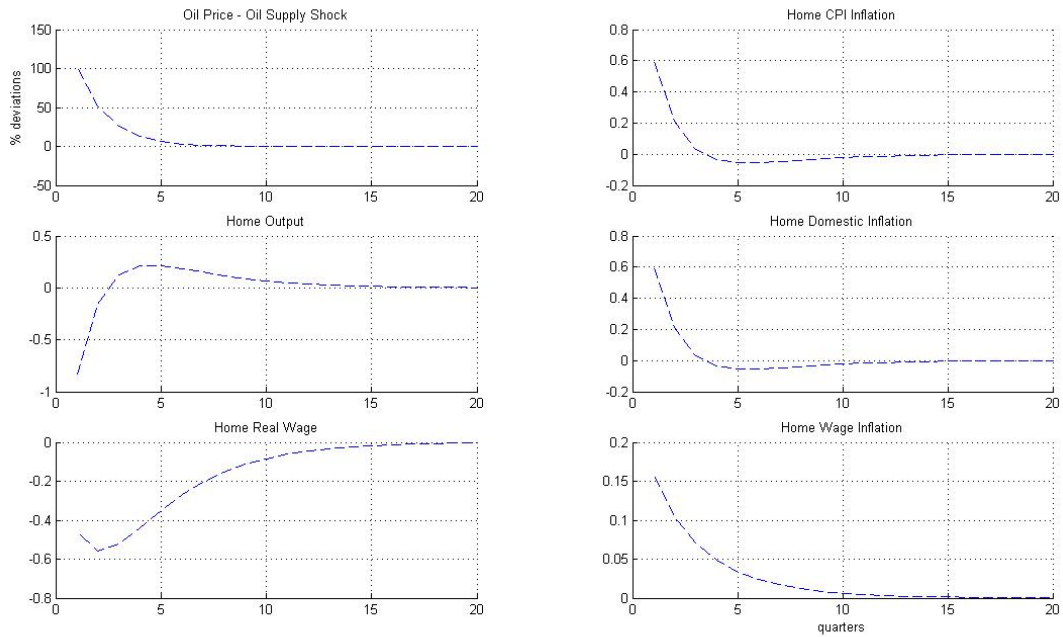 Oil Price - Oil Supply Shock
% deviations
150
100
50
0
-50
0 5 10 15 20
Home CPI Inflation
0.8
0.6
0.4
0.2
0
-0.2
0 5 10 15 20
Home Output
0.5
0
-0.5
-1
0 5 10 15 20
Home Domestic Inflation
0.8
0.6
0.4
0.2
0
-0.2
0 5 10 15 20
Home Real Wage
0
-0.2
-0.4
-0.6
-0.8
0 5 10 15 20
Home Wage Inflation
0.2
0.15
0.1
0.05
0
0 5 10 15 20
quarters